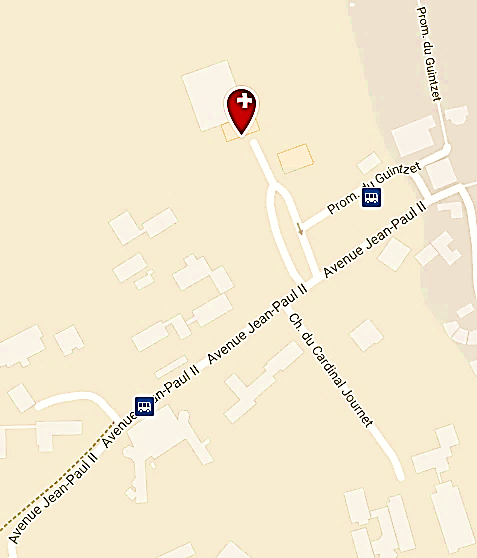 Prom. du Guintzet
Prom. du Guintzet
Avenue Jean-Paul II
Avenue Jean-Paul II
Ch. du Cardinal Journet
Avenue Jean-Paul II
Avenue Jean-Paul II